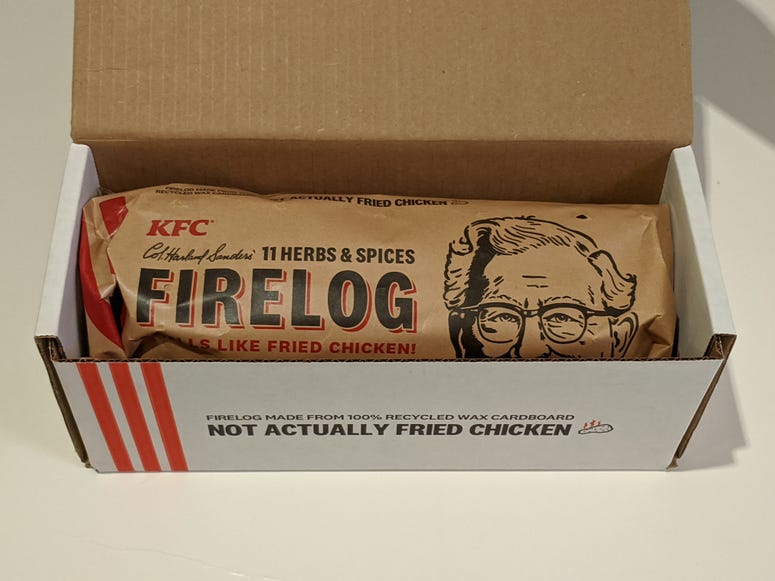 FIRELOG MADE FROM
RECYCLED WAX CARDBOARD
ACTUALLY FRIED CHICKEN
KFC®
Col. Harland Sanders' 11 HERBS & SPICES
FIRELOG
LIKE FRIED CHICKEN!
FIRELOG MADE FROM 100% RECYCLED WAX CARDBOARD
NOT ACTUALLY FRIED CHICKEN